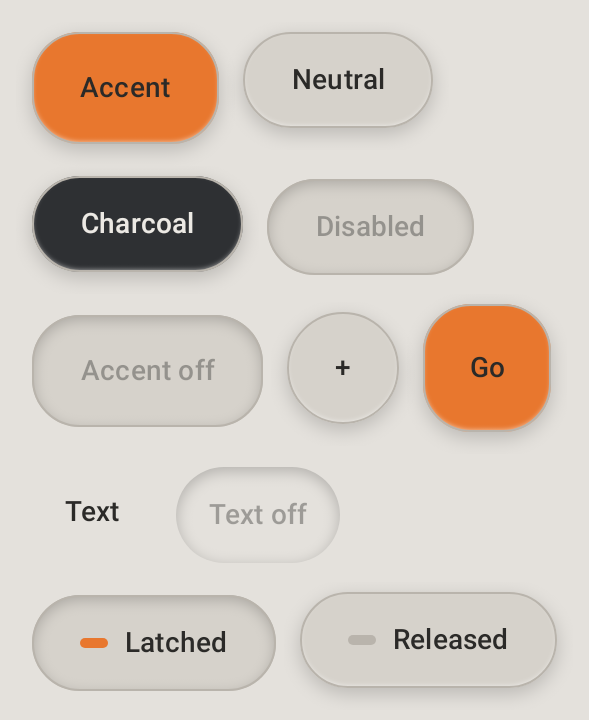 Accent
Neutral
Charcoal
Disabled
Accent off
+
Go
Text
Text off
Latched
Released